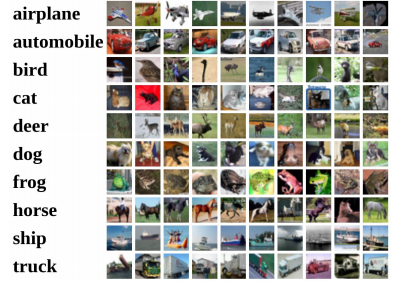 airplane
automobile
bird
cat
deer
dog
frog
horse
ship
truck